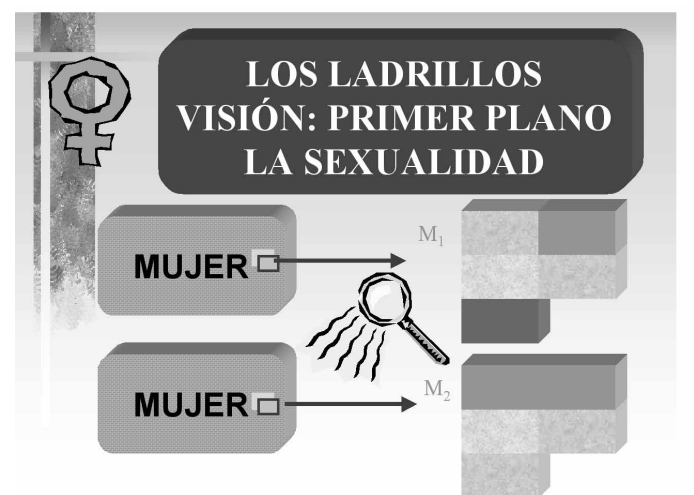 LOS LADRILLOS
VISIÓN: PRIMER PLANO
LA SEXUALIDAD
M₁
MUJER
M₂
MUJER